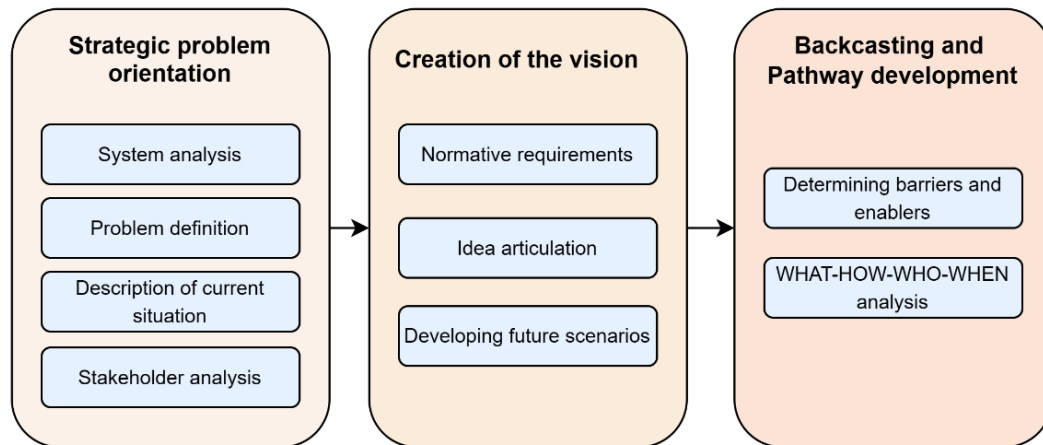 Strategic problem
orientation
System analysis
Problem definition
Description of current
situation
Stakeholder analysis
Creation of the vision
Normative requirements
Idea articulation
Developing future scenarios
Backcasting and
Pathway development
Determining barriers and
enablers
WHAT-HOW-WHO-WHEN
analysis